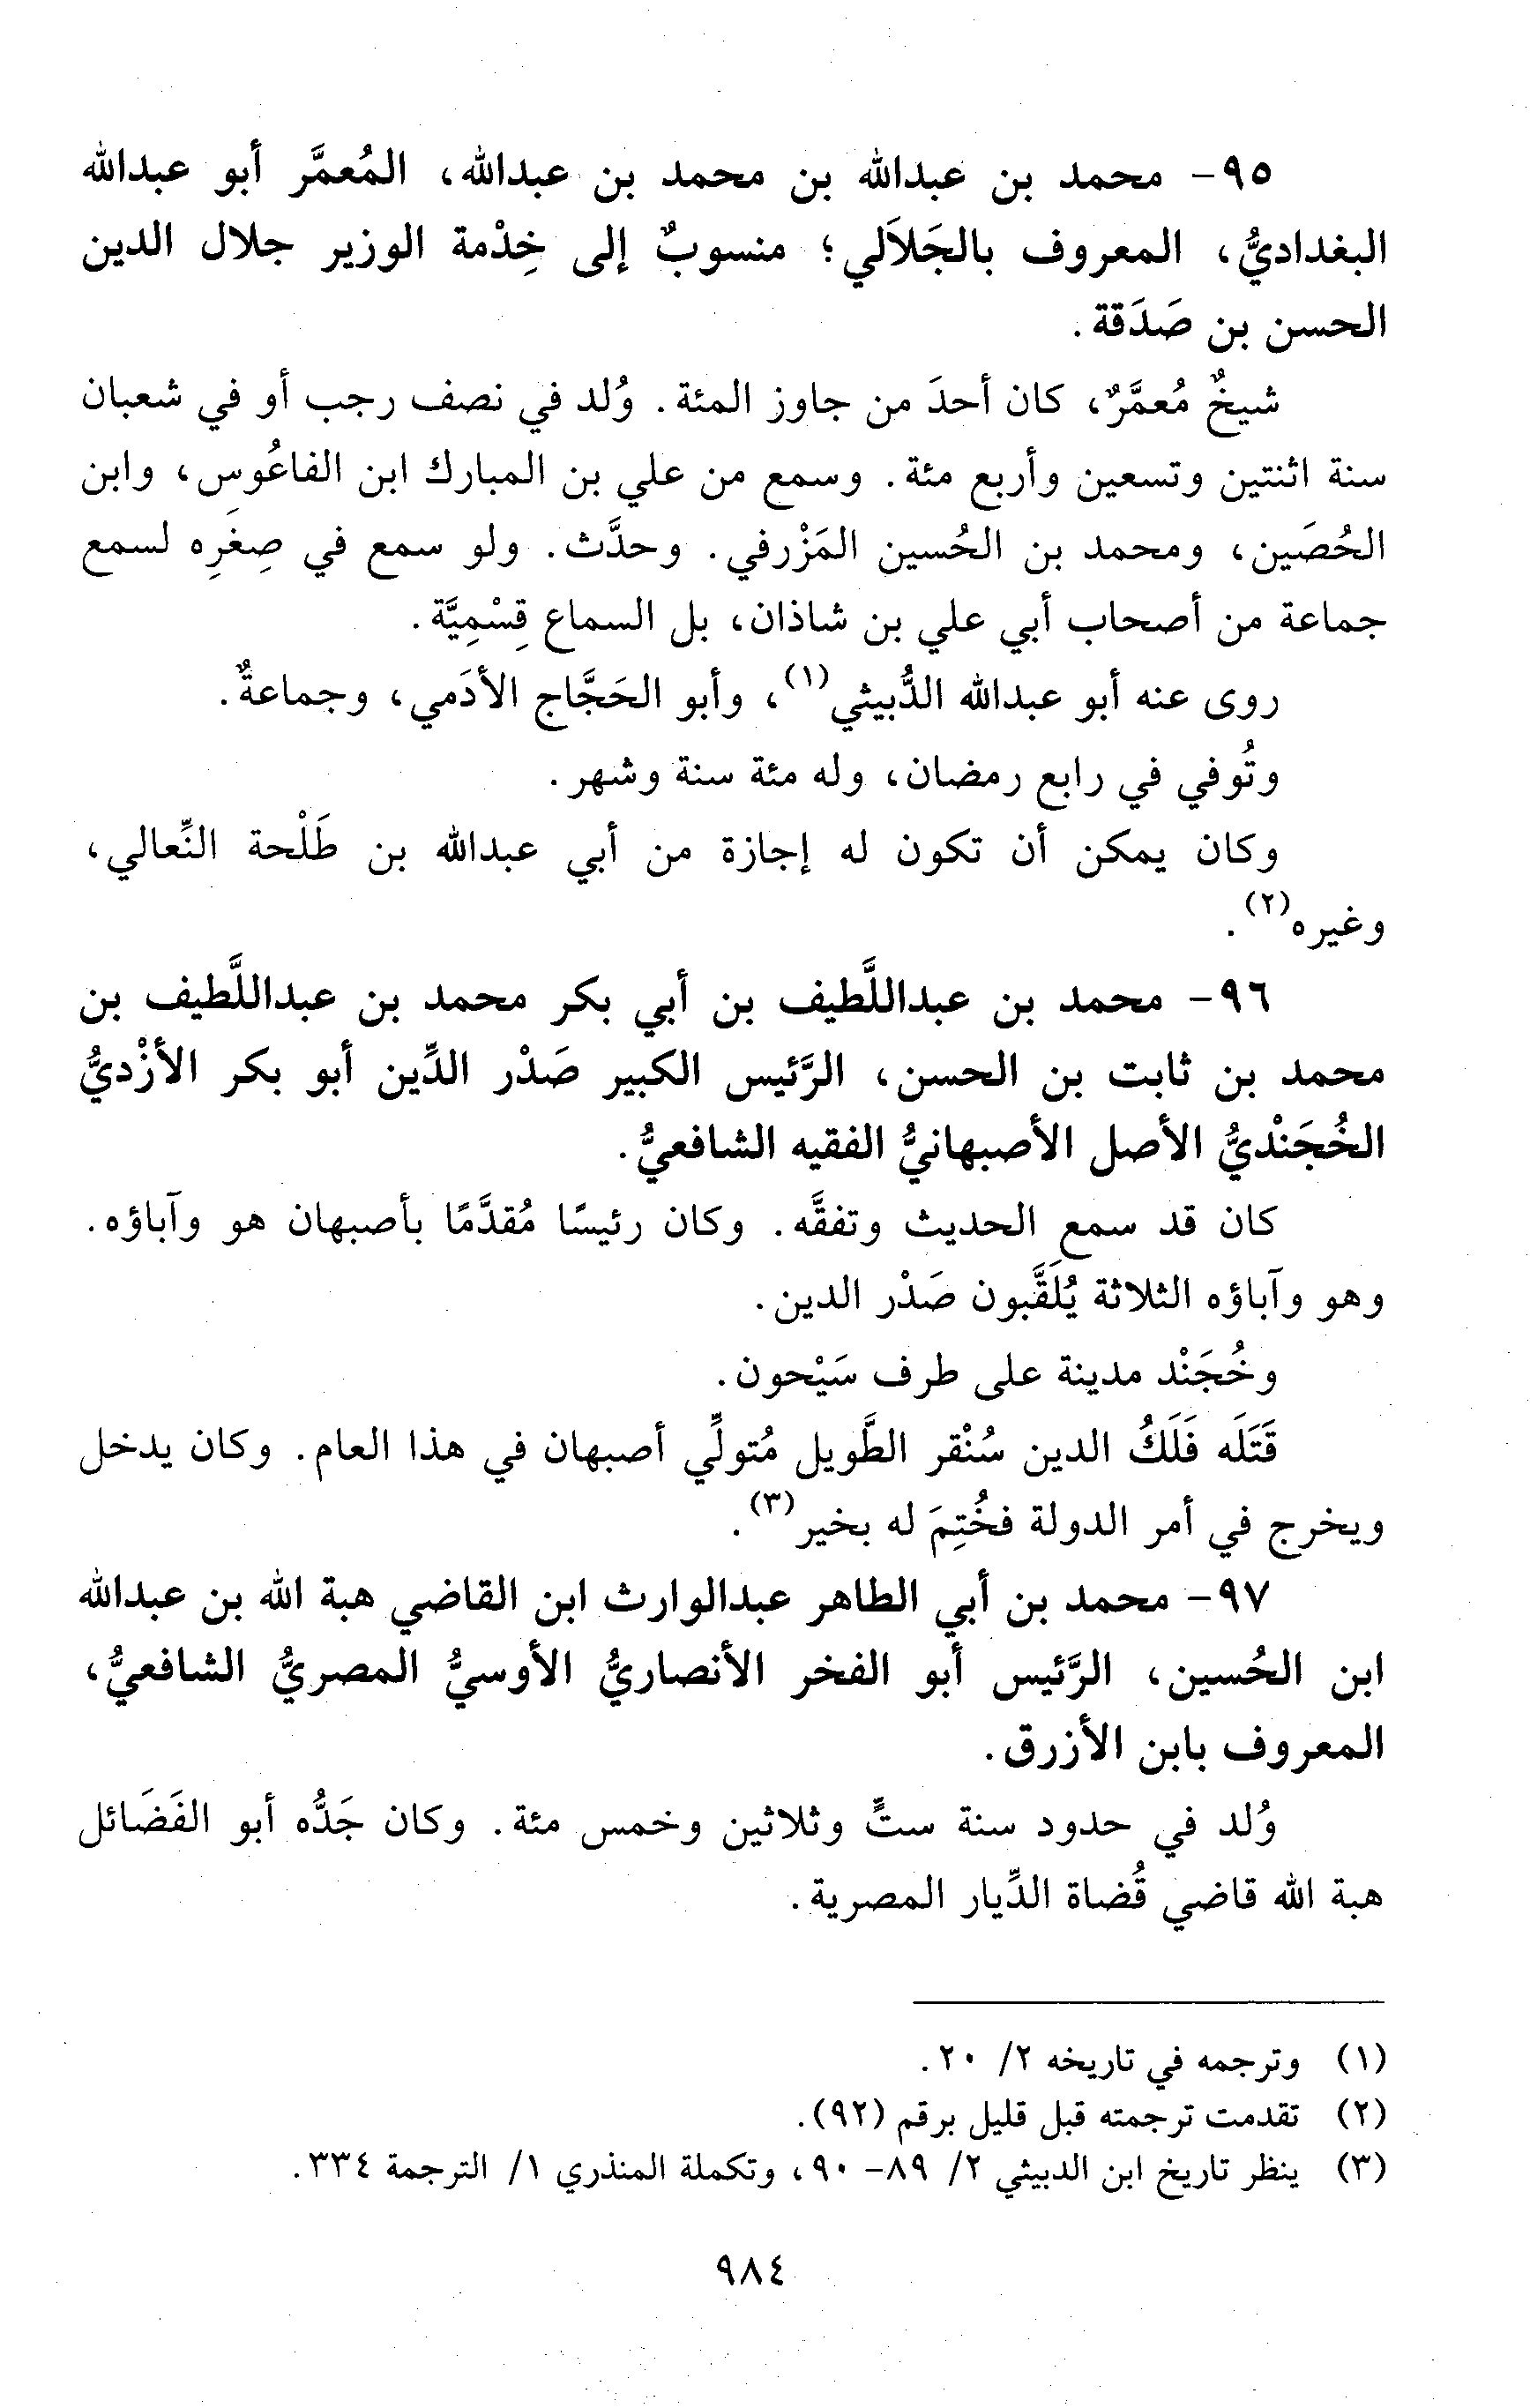 ٩٥- محمد بن عبدالله بن محمد بن عبدالله، المُعمَّر أبو عبدالله
البغداديُّ، المعروف بالجَلاَلي؛ منسوبٌ إلى خِدْمة الوزير جلال الدين
الحسن بن صَدَقة.
شيخٌ مُعمَّرٌ، كان أحدَ من جاوز المئة. وُلد في نصف رجب أو في شعبان
سنة اثنتين وتسعين وأربع مئة. وسمع من علي بن المبارك ابن الفاعُوس، وابن
الحُصَين، ومحمد بن الحُسين المَزْرفي. وحدَّث. ولو سمع في صِغَرِه لسمع
جماعة من أصحاب أبي علي بن شاذان، بل السماع قِسْمِيَّة.
روى عنه أبو عبدالله الدُّبيثي(١)، وأبو الحَجَّاج الأدَمي، وجماعةٌ.
وتُوفي في رابع رمضان، وله مئة سنة وشهر.
وكان يمكن أن تكون له إجازة من أبي عبدالله بن طَلْحة النِّعالي،
وغيره(٢).
٩٦- محمد بن عبداللَّطيف بن أبي بكر محمد بن عبداللَّطيف بن
محمد بن ثابت بن الحسن، الرَّئيس الكبير صَدْر الدِّين أبو بكر الأزْديُّ
الخُجَنْديُّ الأصل الأصبهانيُّ الفقيه الشافعيُّ.
كان قد سمع الحديث وتفقَّه. وكان رئيسًا مُقدَّمًا بأصبهان هو وآباؤه.
وهو وآباؤه الثلاثة يُلَقَّبون صَدْر الدين.
وخُجَنْد مدينة على طرف سَيْحون.
قَتَلَه فَلَكُ الدين سُنْقر الطَّويل مُتولِّي أصبهان في هذا العام. وكان يدخل
ويخرج في أمر الدولة فخُتِمَ له بخير(٣).
٩٧- محمد بن أبي الطاهر عبدالوارث ابن القاضي هبة الله بن عبدالله
ابن الحُسين، الرَّئيس أبو الفخر الأنصاريُّ الأوسيُّ المصريُّ الشافعيُّ،
المعروف بابن الأزرق.
وُلد في حدود سنة ستٍّ وثلاثين وخمس مئة. وكان جَدُّه أبو الفَضَائل
هبة الله قاضي قُضاة الدِّيار المصرية.
(١) وترجمه في تاريخه ٢/ ٢٠.
(٢) تقدمت ترجمته قبل قليل برقم (٩٢).
(٣) ينظر تاريخ ابن الدبيثي ٢/ ٨٩- ٩٠، وتكملة المنذري ١/ الترجمة ٣٣٤.
٩٨٤